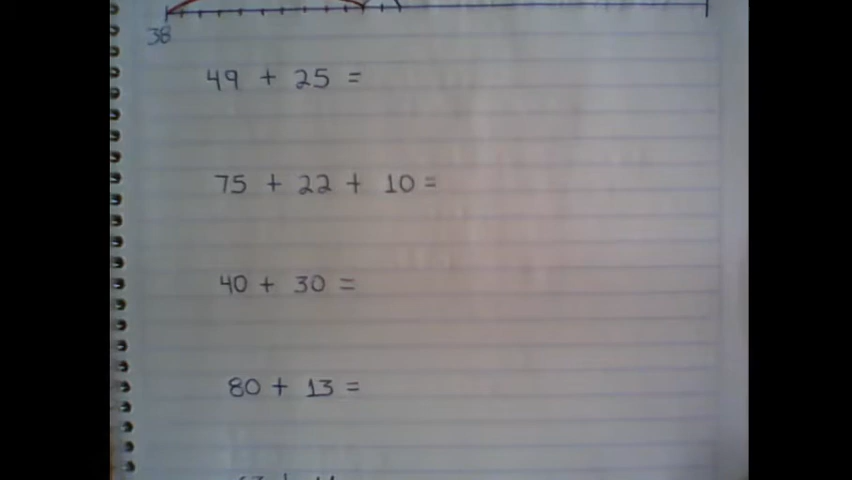 38
49 + 25 =
75 + 22 + 10 =
40 + 30 =
80 + 13 =